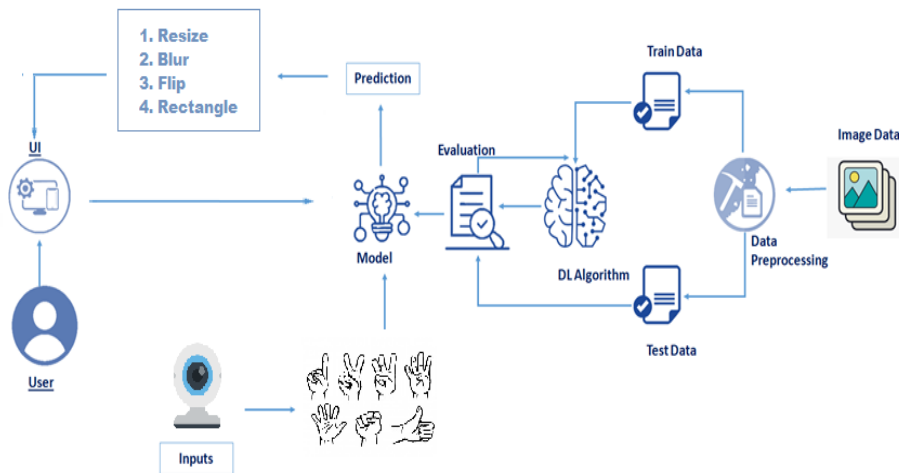 1. Resize
2. Blur
3. Flip
4. Rectangle
Prediction
Train Data
Image Data
UI
Evaluation
Model
DL Algorithm
Data
Preprocessing
User
Test Data
Inputs